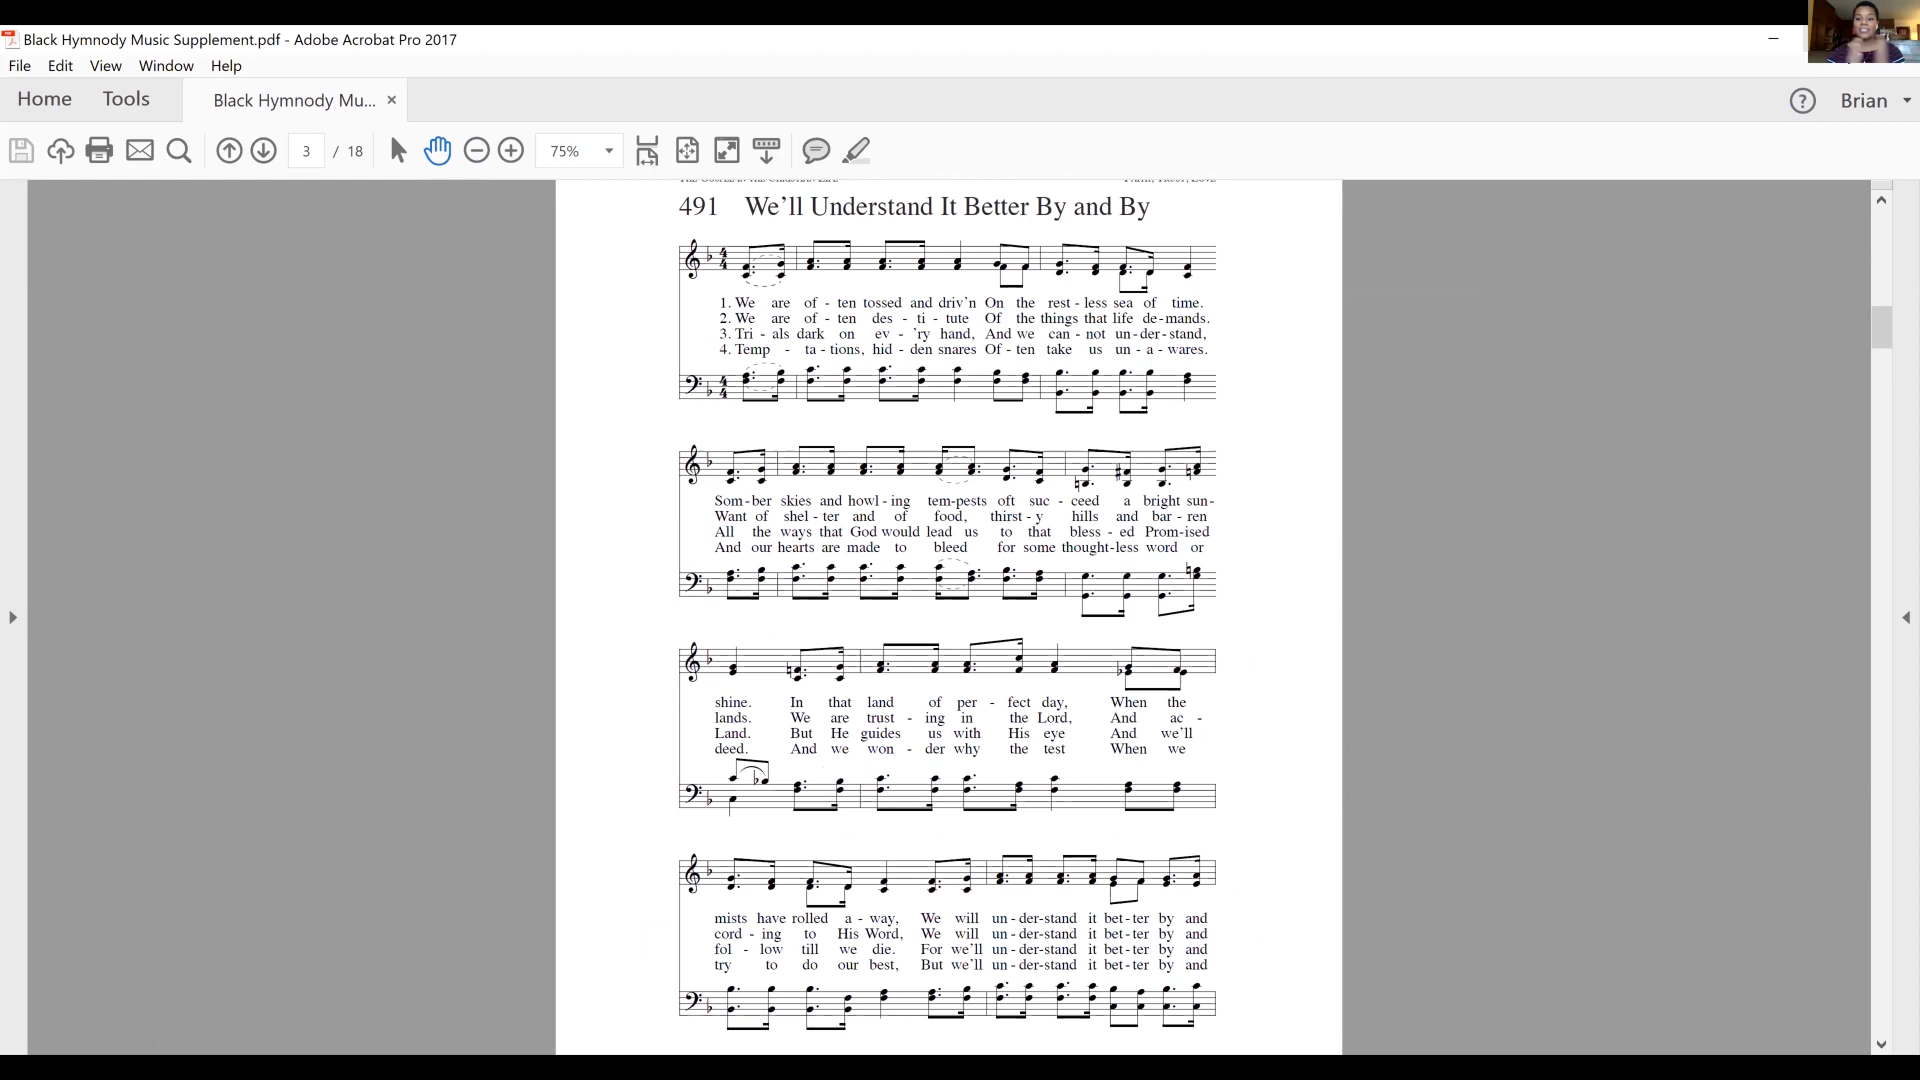 Black Hymnody Music Supplement.pdf - Adobe Acrobat Pro 2017
File Edit View Window Help
Home Tools Black Hymnody Mu... × ? Brian
3 / 18 75%
491 We'll Understand It Better By and By
1. We are of - ten tossed and driv'n On the rest - less sea of time.
2. We are of - ten des - ti - tute Of the things that life de - mands.
3. Tri - als dark on ev - 'ry hand, And we can - not un - der - stand,
4. Temp - ta - tions, hid - den snares Of - ten take us un - a - wares.
Som - ber skies and howl - ing tem - pests oft suc - ceed a bright sun -
Want of shel - ter and of food, thirst - y hills and bar - ren
All the ways that God would lead us to that bless - ed Prom - ised
And our hearts are made to bleed for some thought - less word or
shine. In that land of per - fect day, When the
lands. We are trust - ing in the Lord, And ac -
Land. But He guides us with His eye And we'll
deed. And we won - der why the test When we
mists have rolled a - way, We will un - der - stand it bet - ter by and
cord - ing to His Word, We will un - der - stand it bet - ter by and
fol - low till we die. For we'll un - der - stand it bet - ter by and
try to do our best, But we'll un - der - stand it bet - ter by and